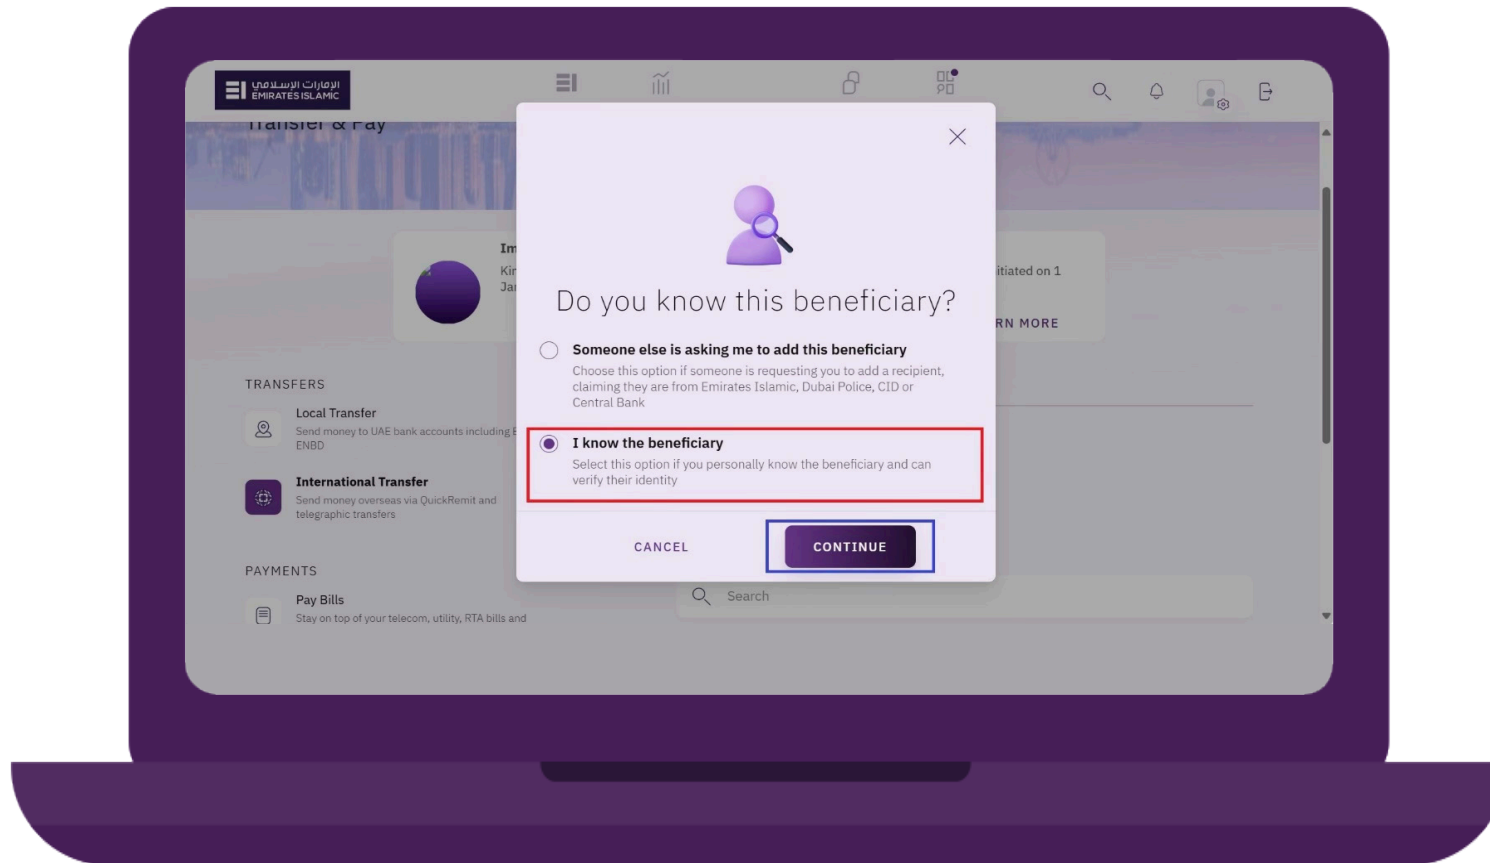 الإمارات الإسلامي
EMIRATES ISLAMIC
Transfer & Pay
Do you know this beneficiary?
Someone else is asking me to add this beneficiary
Choose this option if someone is requesting you to add a recipient,
claiming they are from Emirates Islamic, Dubai Police, CID or
Central Bank
I know the beneficiary
Select this option if you personally know the beneficiary and can
verify their identity
CANCEL
CONTINUE
Im
Kin
Jan
itiated on 1
RN MORE
TRANSFERS
Local Transfer
Send money to UAE bank accounts including E
ENBD
International Transfer
Send money overseas via QuickRemit and
telegraphic transfers
PAYMENTS
Pay Bills
Stay on top of your telecom, utility, RTA bills and
Search